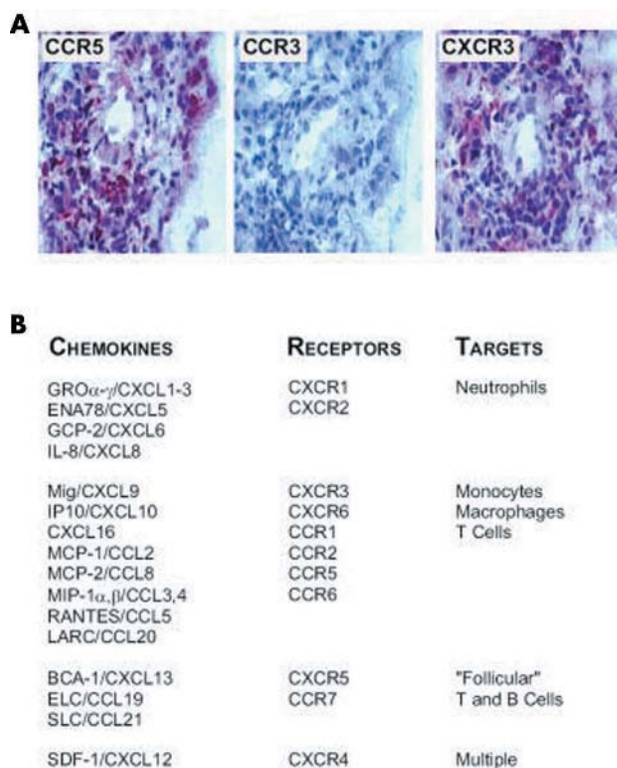 A
CCR5 CCR3 CXCR3
B
CHEMOKINES RECEPTORS TARGETS
GROα-γ/CXCL1-3 CXCR1 Neutrophils
ENA78/CXCL5 CXCR2
GCP-2/CXCL6
IL-8/CXCL8
Mig/CXCL9 CXCR3 Monocytes
IP10/CXCL10 CXCR6 Macrophages
CXCL16 CCR1 T Cells
MCP-1/CCL2 CCR2
MCP-2/CCL8 CCR5
MIP-1α,β/CCL3,4 CCR6
RANTES/CCL5
LARC/CCL20
BCA-1/CXCL13 CXCR5 "Follicular"
ELC/CCL19 CCR7 T and B Cells
SLC/CCL21
SDF-1/CXCL12 CXCR4 Multiple